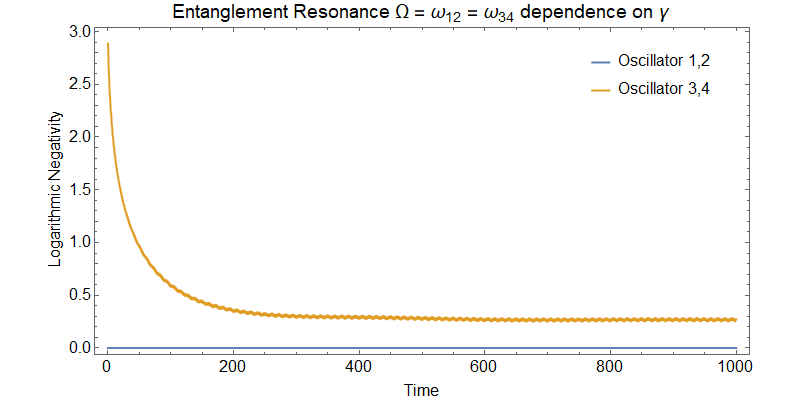 Entanglement Resonance Ω = ω₁₂ = ω₃₄ dependence on γ
Oscillator 1,2
Oscillator 3,4
Logarithmic Negativity
3.0
2.5
2.0
1.5
1.0
0.5
0.0
0 200 400 600 800 1000
Time